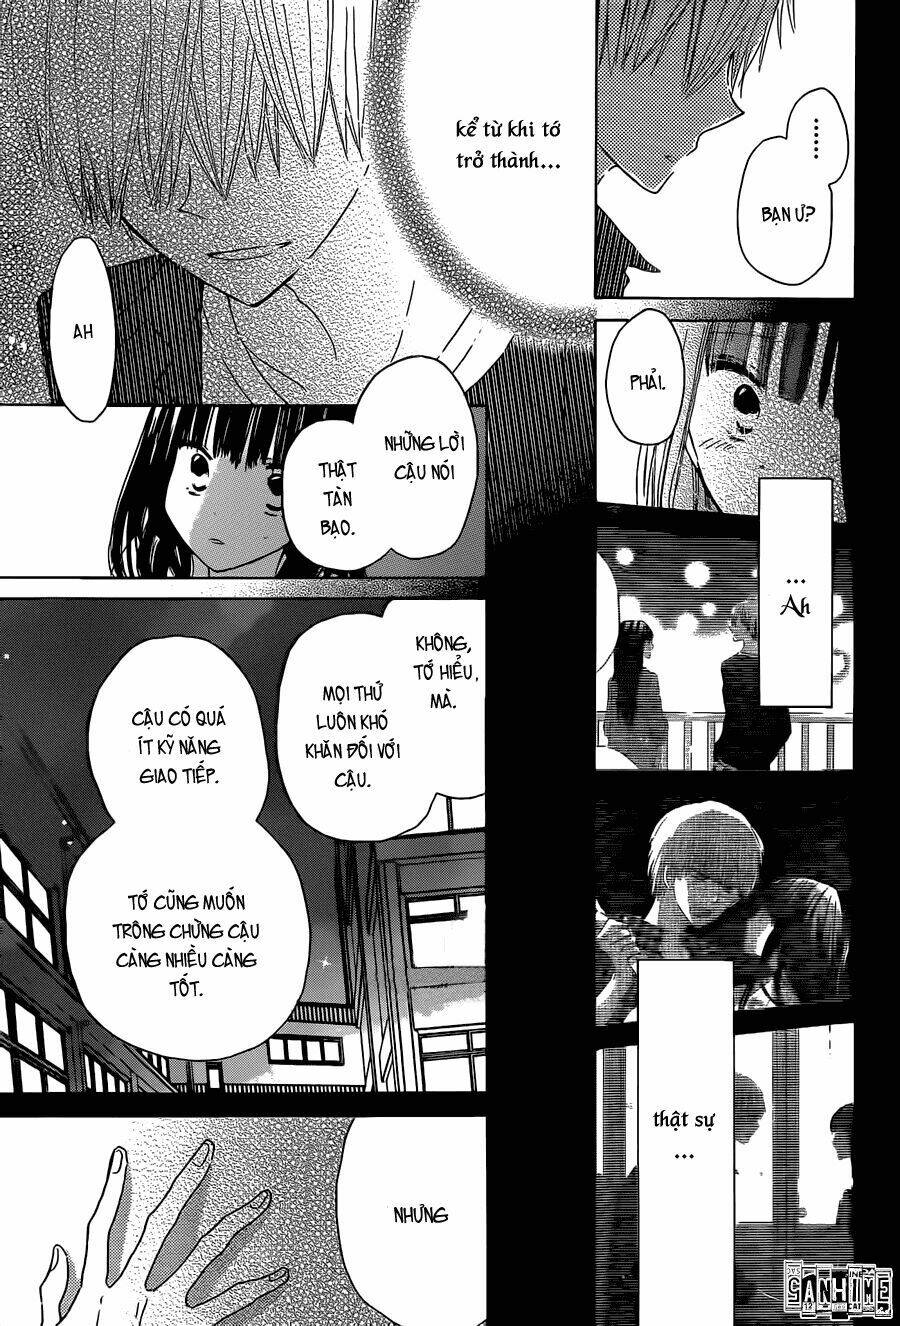 ......
BẠN Ư?
PHẢI.
...
Ah
thật sự
...
kể từ khi tớ
trở thành...
AH
NHỮNG LỜI
CẬU NÓI
THẬT
TÀN
BẠO.
KHÔNG,
TỚ HIỂU,
MÀ.
MỌI THỨ
LUÔN KHÓ
KHĂN ĐỐI VỚI
CẬU.
CẬU CÓ QUÁ
ÍT KỸ NĂNG
GIAO TIẾP.
TỚ CŨNG MUỐN
TRÔNG CHỪNG CẬU
CÀNG NHIỀU CÀNG
TỐT.
NHƯNG
SANHIME